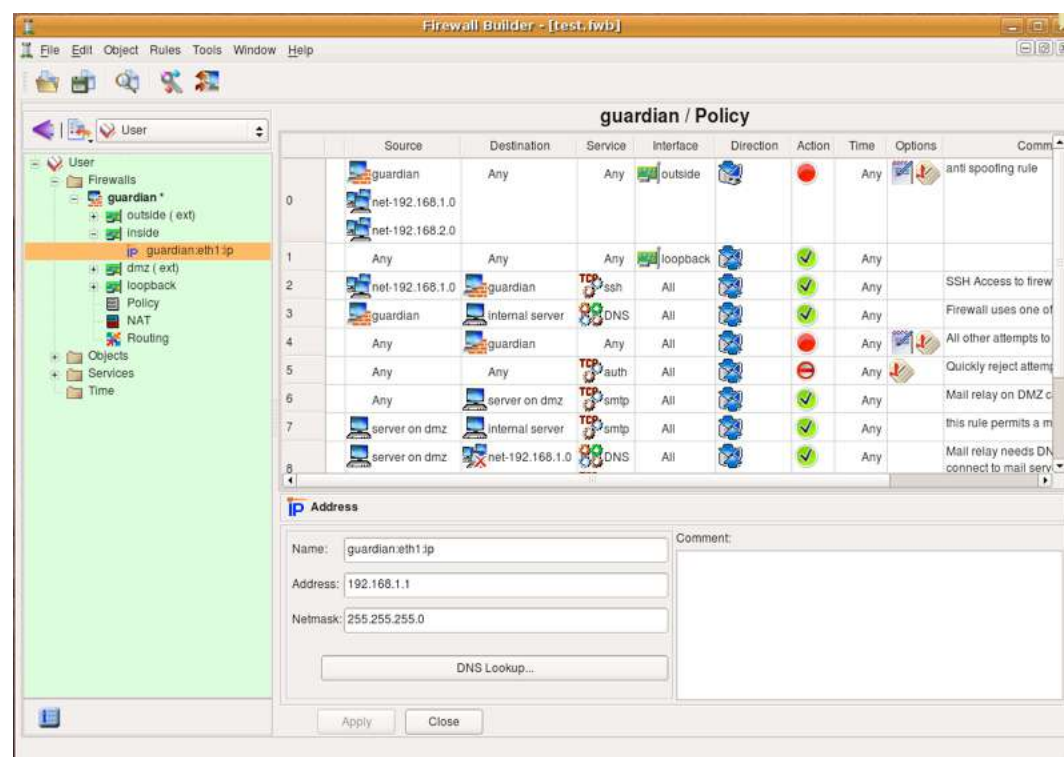 Firewall Builder - [test.fwb]
File Edit Object Rules Tools Window Help
User
User
Firewalls
guardian *
outside ( ext)
inside
ip guardian:eth1:ip
dmz ( ext)
loopback
Policy
NAT
Routing
Objects
Services
Time
guardian / Policy
Source Destination Service Interface Direction Action Time Options Comm
0 guardian Any Any outside Any anti spoofing rule
net-192.168.1.0
net-192.168.2.0
1 Any Any Any loopback Any
2 net-192.168.1.0 guardian TCP ssh All Any SSH Access to firew
3 guardian internal server DNS All Any Firewall uses one of
4 Any guardian Any All Any All other attempts to
5 Any Any TCP auth All Any Quickly reject attemp
6 Any server on dmz TCP smtp All Any Mail relay on DMZ c
7 server on dmz internal server TCP smtp All Any this rule permits a m
8 server on dmz net-192.168.1.0 DNS All Any Mail relay needs DN
connect to mail serv
ip Address
Name: guardian:eth1:ip
Address: 192.168.1.1
Netmask: 255.255.255.0
DNS Lookup...
Comment:
Apply Close